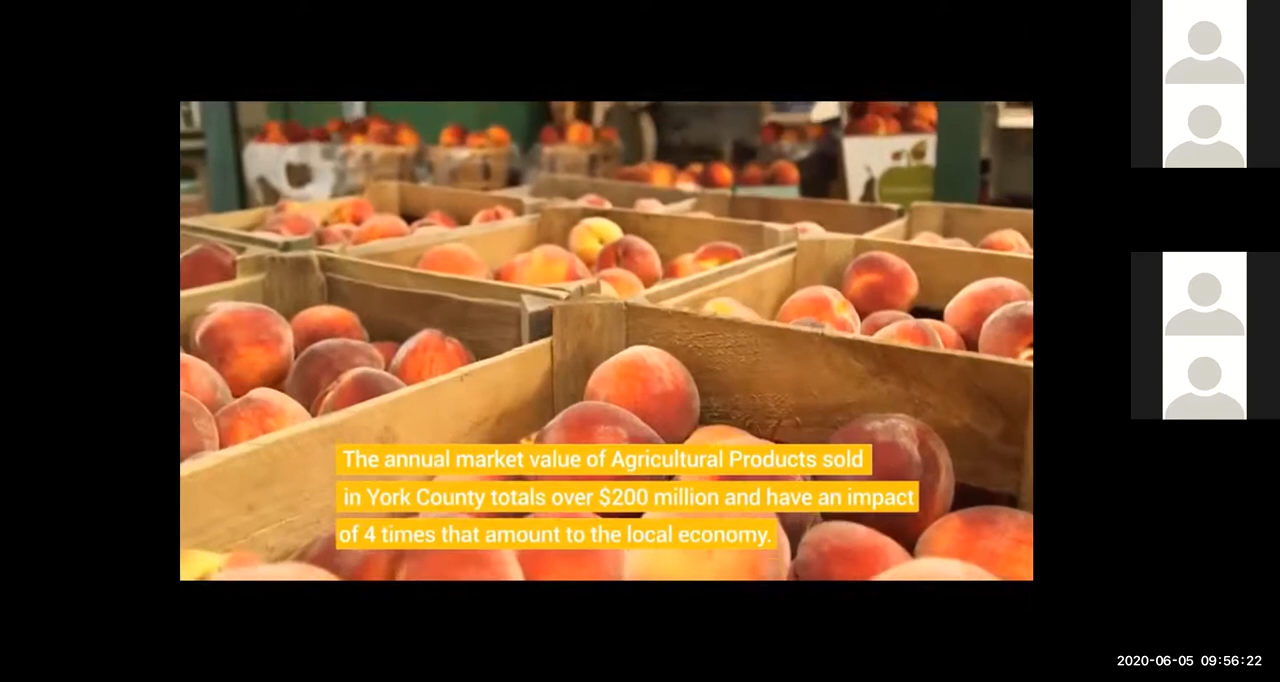 The annual market value of Agricultural Products sold
in York County totals over $200 million and have an impact
of 4 times that amount to the local economy.
2020-06-05 09:56:22